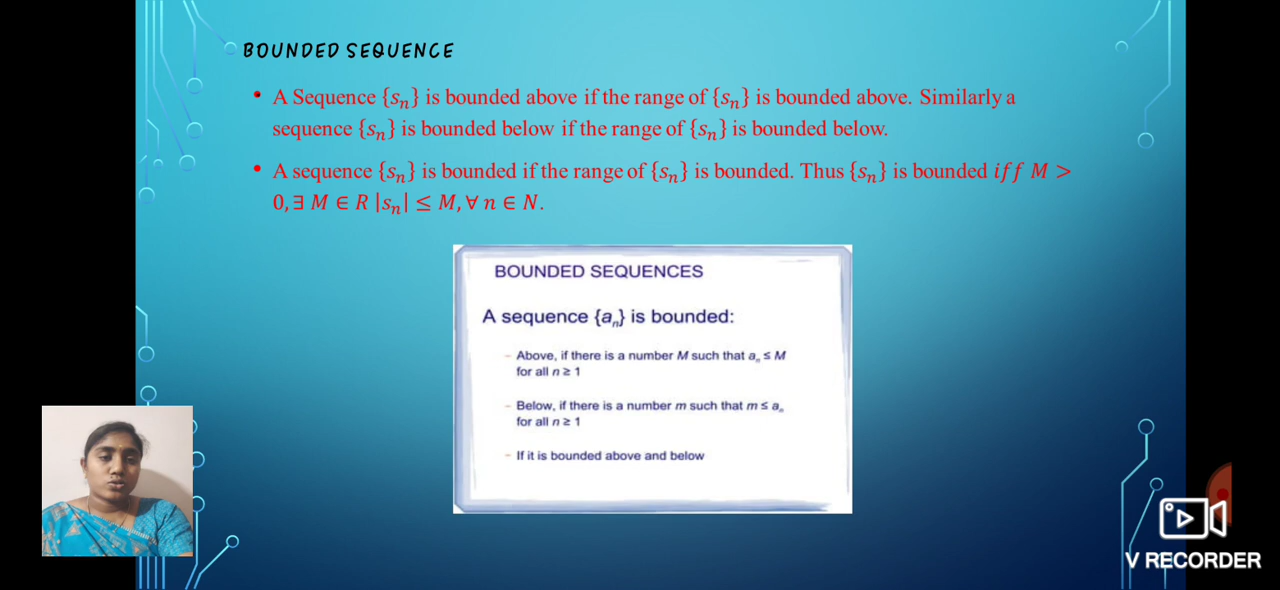 BOUNDED SEQUENCE
• A Sequence {sₙ} is bounded above if the range of {sₙ} is bounded above. Similarly a
sequence {sₙ} is bounded below if the range of {sₙ} is bounded below.
• A sequence {sₙ} is bounded if the range of {sₙ} is bounded. Thus {sₙ} is bounded iff M >
0, ∃ M ∈ R |sₙ| ≤ M, ∀ n ∈ N.
BOUNDED SEQUENCES
A sequence {aₙ} is bounded:
– Above, if there is a number M such that aₙ ≤ M
for all n ≥ 1
– Below, if there is a number m such that m ≤ aₙ
for all n ≥ 1
– If it is bounded above and below
V RECORDER